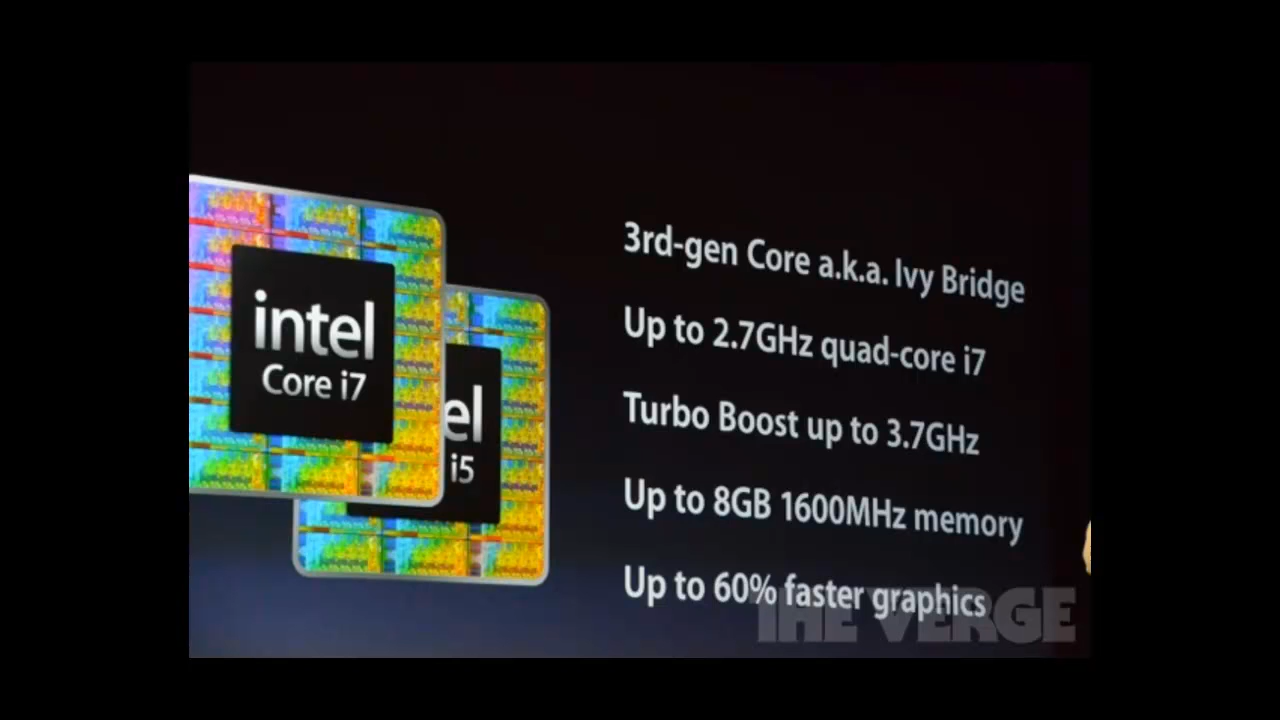 intel
Core i7
el
i5
3rd-gen Core a.k.a. Ivy Bridge
Up to 2.7GHz quad-core i7
Turbo Boost up to 3.7GHz
Up to 8GB 1600MHz memory
Up to 60% faster graphics
THE VERGE